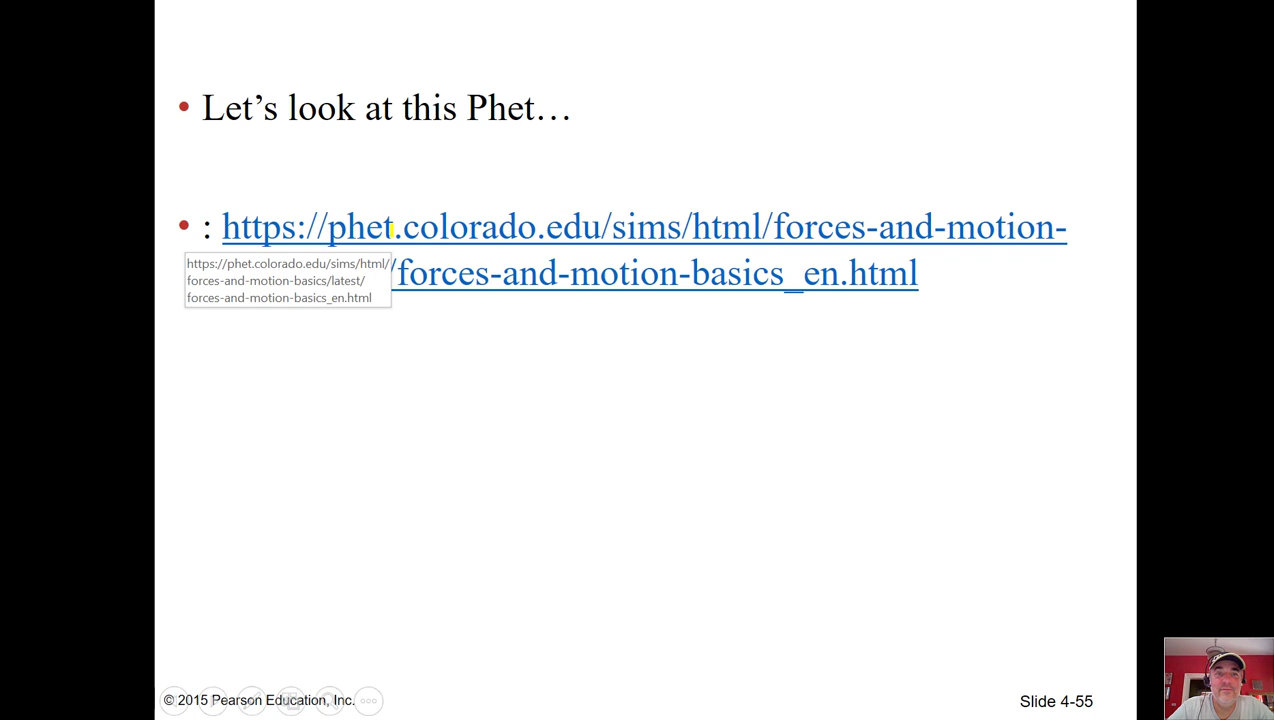 • Let’s look at this Phet…
• : https://phet.colorado.edu/sims/html/forces-and-motion-
/forces-and-motion-basics_en.html
https://phet.colorado.edu/sims/html/
forces-and-motion-basics/latest/
forces-and-motion-basics_en.html
© 2015 Pearson Education, Inc.
Slide 4-55